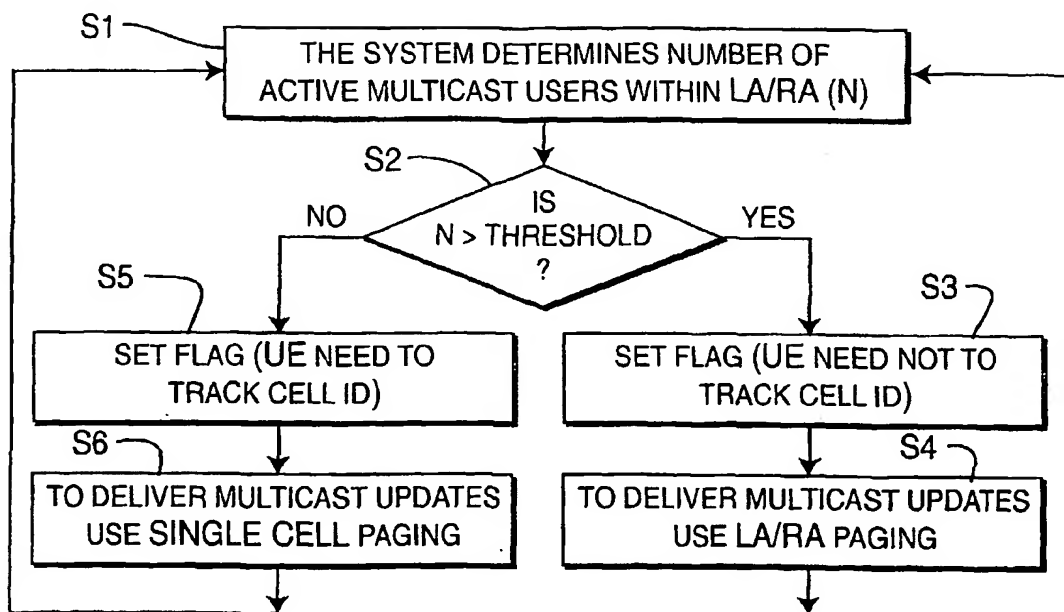 S1
THE SYSTEM DETERMINES NUMBER OF
ACTIVE MULTICAST USERS WITHIN LA/RA (N)
S2
IS
N > THRESHOLD
?
NO
YES
S5
SET FLAG (UE NEED TO
TRACK CELL ID)
S3
SET FLAG (UE NEED NOT TO
TRACK CELL ID)
S6
TO DELIVER MULTICAST UPDATES
USE SINGLE CELL PAGING
S4
TO DELIVER MULTICAST UPDATES
USE LA/RA PAGING